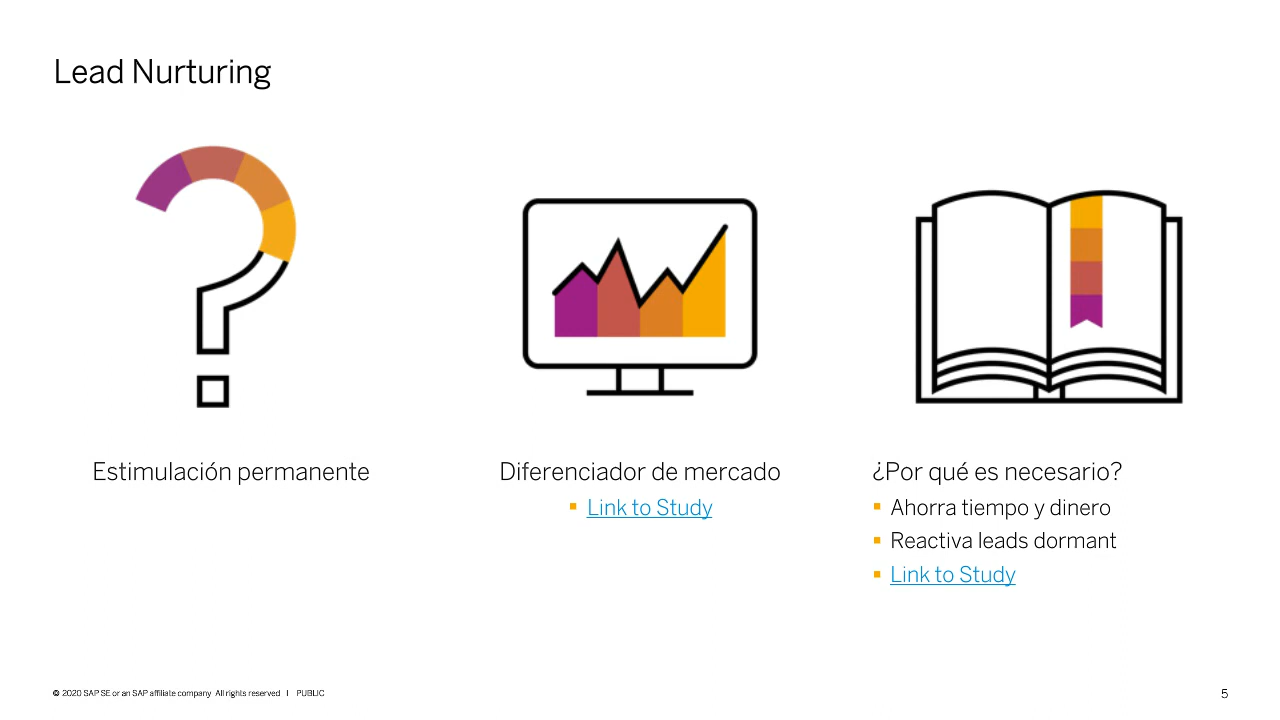 Lead Nurturing
Estimulación permanente
Diferenciador de mercado
▪ Link to Study
¿Por qué es necesario?
▪ Ahorra tiempo y dinero
▪ Reactiva leads dormant
▪ Link to Study
© 2020 SAP SE or an SAP affiliate company. All rights reserved. ǀ PUBLIC
5